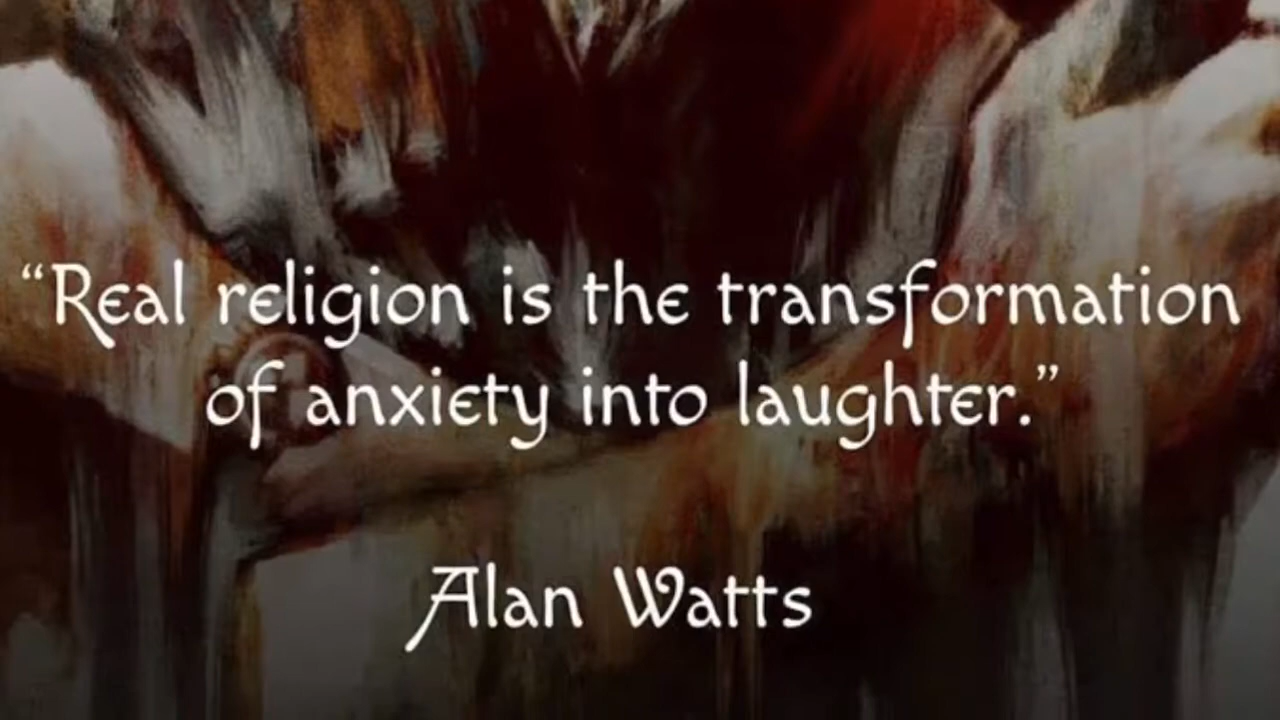 “Real religion is the transformation
of anxiety into laughter.”
Alan Watts